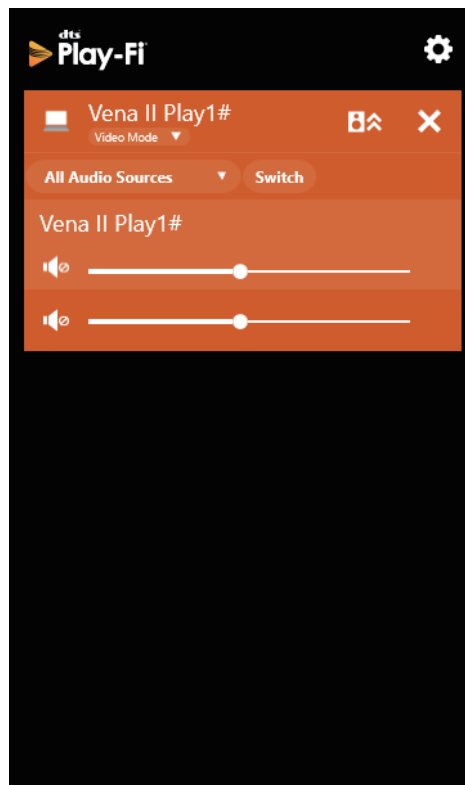 dts
Play-Fi
Vena II Play1#
Video Mode
All Audio Sources Switch
Vena II Play1#